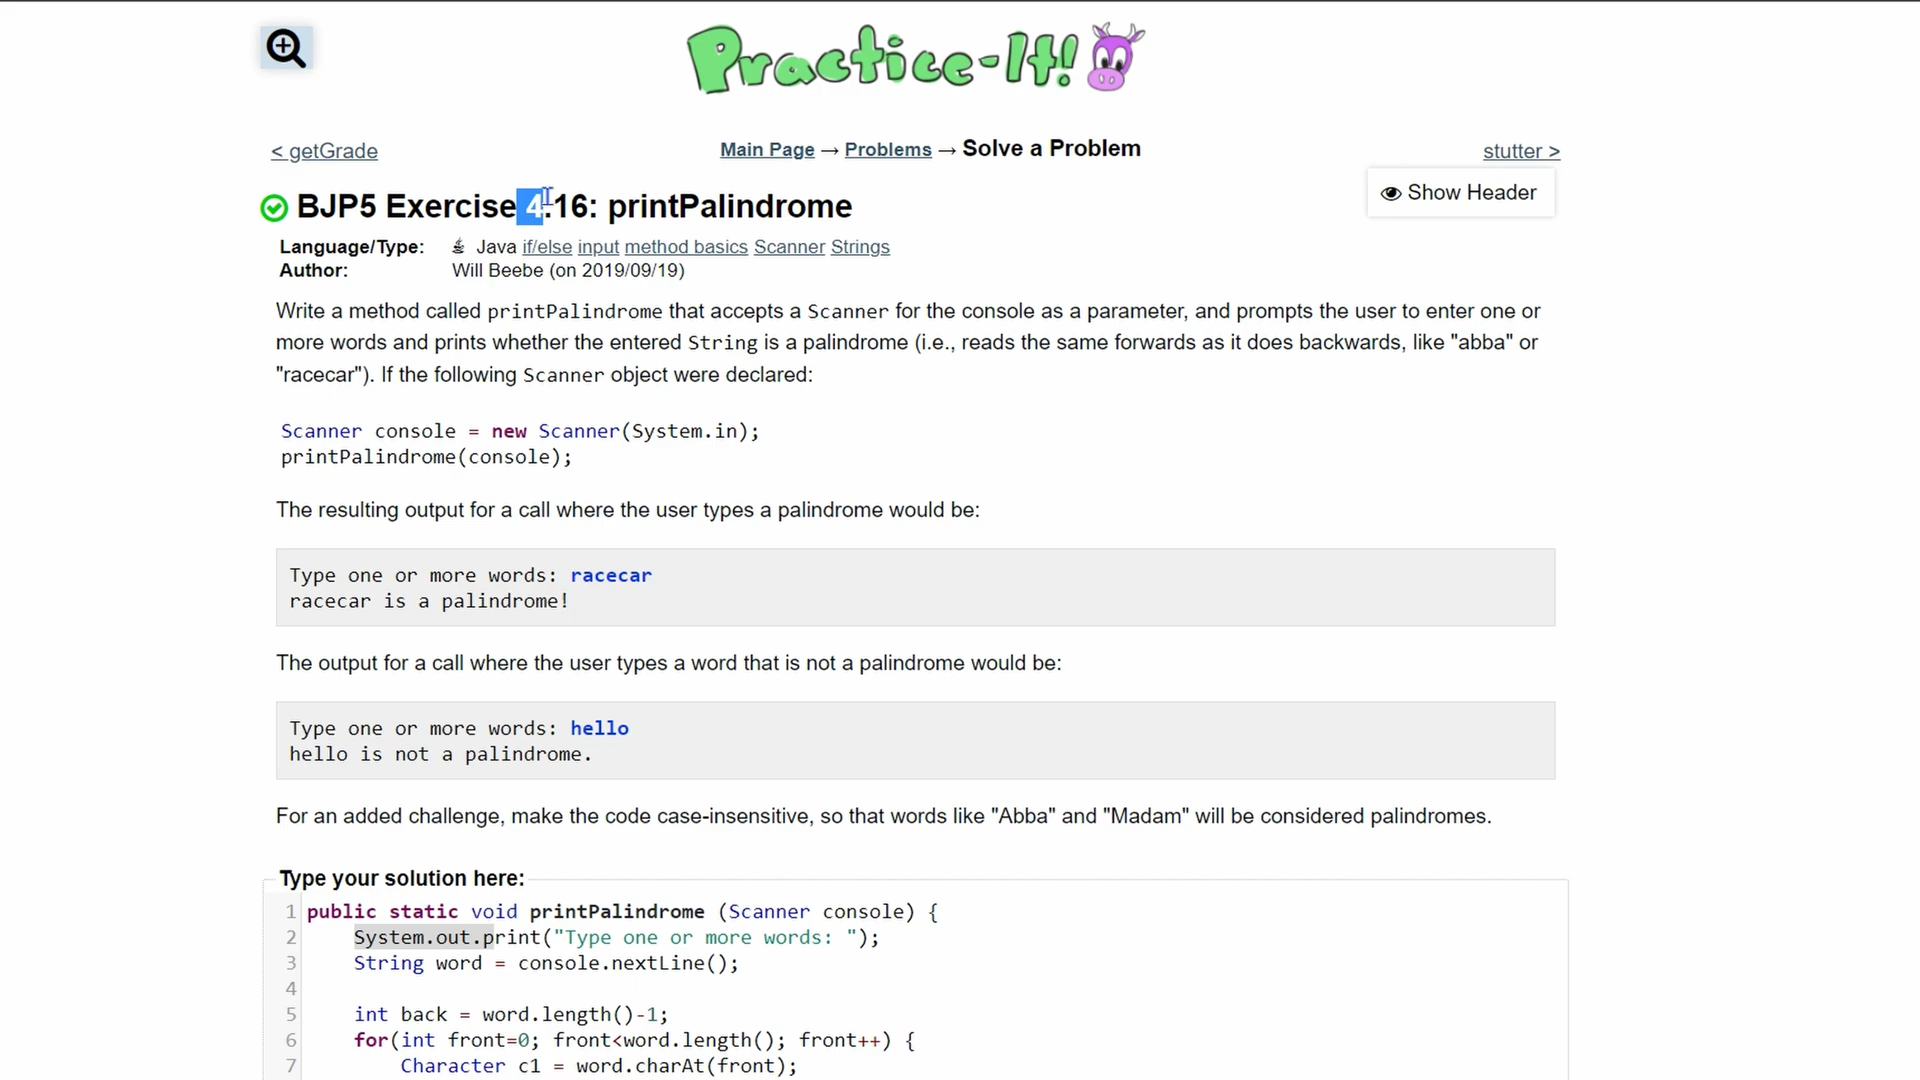 Practice-It!
< getGrade
Main Page → Problems → Solve a Problem
stutter >
Show Header
BJP5 Exercise 4.16: printPalindrome
Language/Type: Java if/else input method basics Scanner Strings
Author: Will Beebe (on 2019/09/19)
Write a method called printPalindrome that accepts a Scanner for the console as a parameter, and prompts the user to enter one or
more words and prints whether the entered String is a palindrome (i.e., reads the same forwards as it does backwards, like "abba" or
"racecar"). If the following Scanner object were declared:
Scanner console = new Scanner(System.in);
printPalindrome(console);
The resulting output for a call where the user types a palindrome would be:
Type one or more words: racecar
racecar is a palindrome!
The output for a call where the user types a word that is not a palindrome would be:
Type one or more words: hello
hello is not a palindrome.
For an added challenge, make the code case-insensitive, so that words like "Abba" and "Madam" will be considered palindromes.
Type your solution here:
1 public static void printPalindrome (Scanner console) {
2 System.out.print("Type one or more words: ");
3 String word = console.nextLine();
4
5 int back = word.length()-1;
6 for(int front=0; front<word.length(); front++) {
7 Character c1 = word.charAt(front);